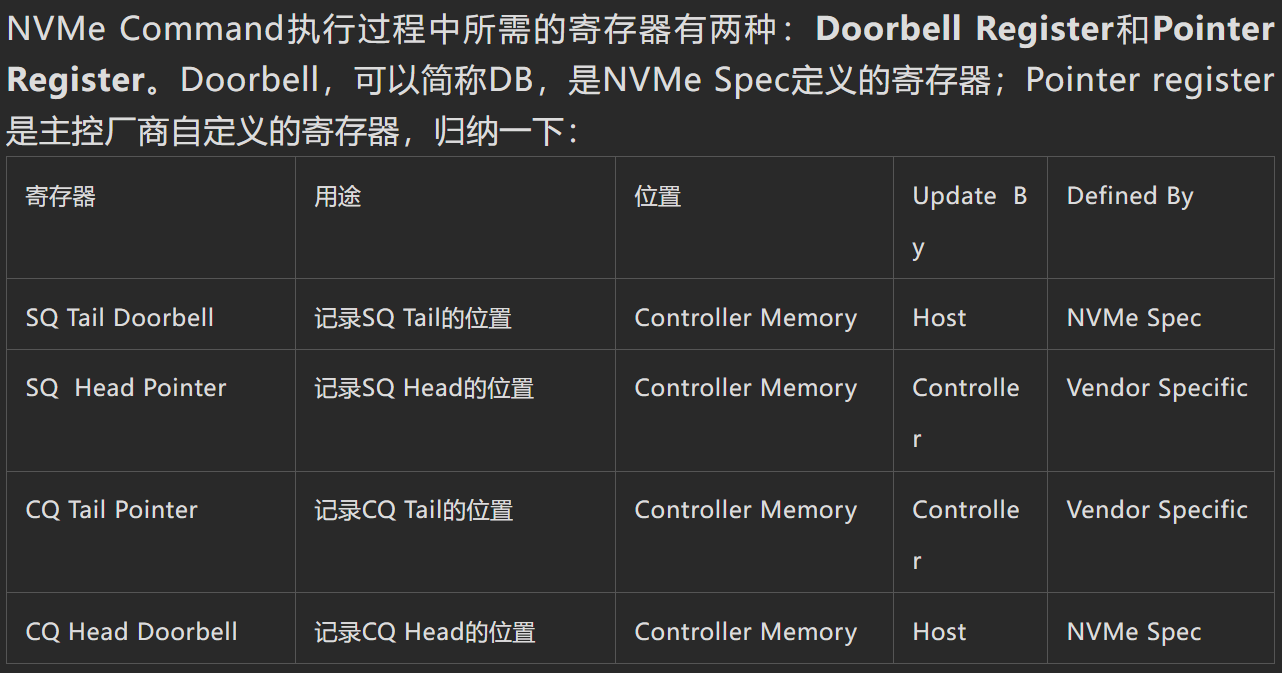 NVMe Command执行过程中所需的寄存器有两种：Doorbell Register和Pointer
Register。Doorbell，可以简称DB，是NVMe Spec定义的寄存器；Pointer register
是主控厂商自定义的寄存器，归纳一下：
寄存器 用途 位置 Update By Defined By
SQ Tail Doorbell 记录SQ Tail的位置 Controller Memory Host NVMe Spec
SQ Head Pointer 记录SQ Head的位置 Controller Memory Controller Vendor Specific
CQ Tail Pointer 记录CQ Tail的位置 Controller Memory Controller Vendor Specific
CQ Head Doorbell 记录CQ Head的位置 Controller Memory Host NVMe Spec